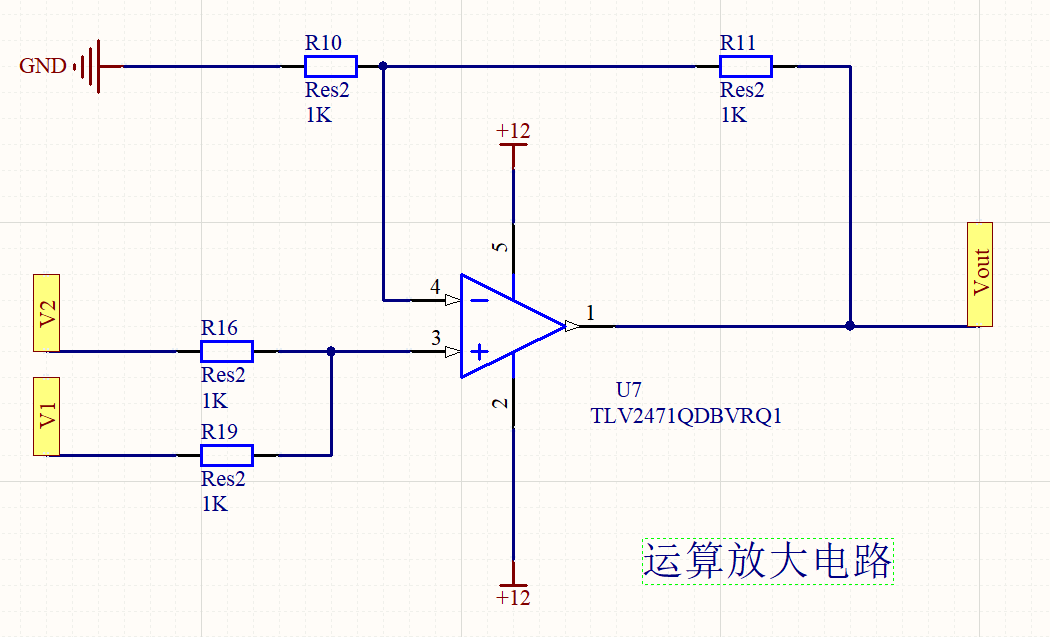 R10
R11
GND
Res2
Res2
1K
1K
+12
5
4
V2
Vout
1
R16
3
Res2
U7
1K
2
V1
TLV2471QDBVRQ1
R19
Res2
1K
运算放大电路
+12